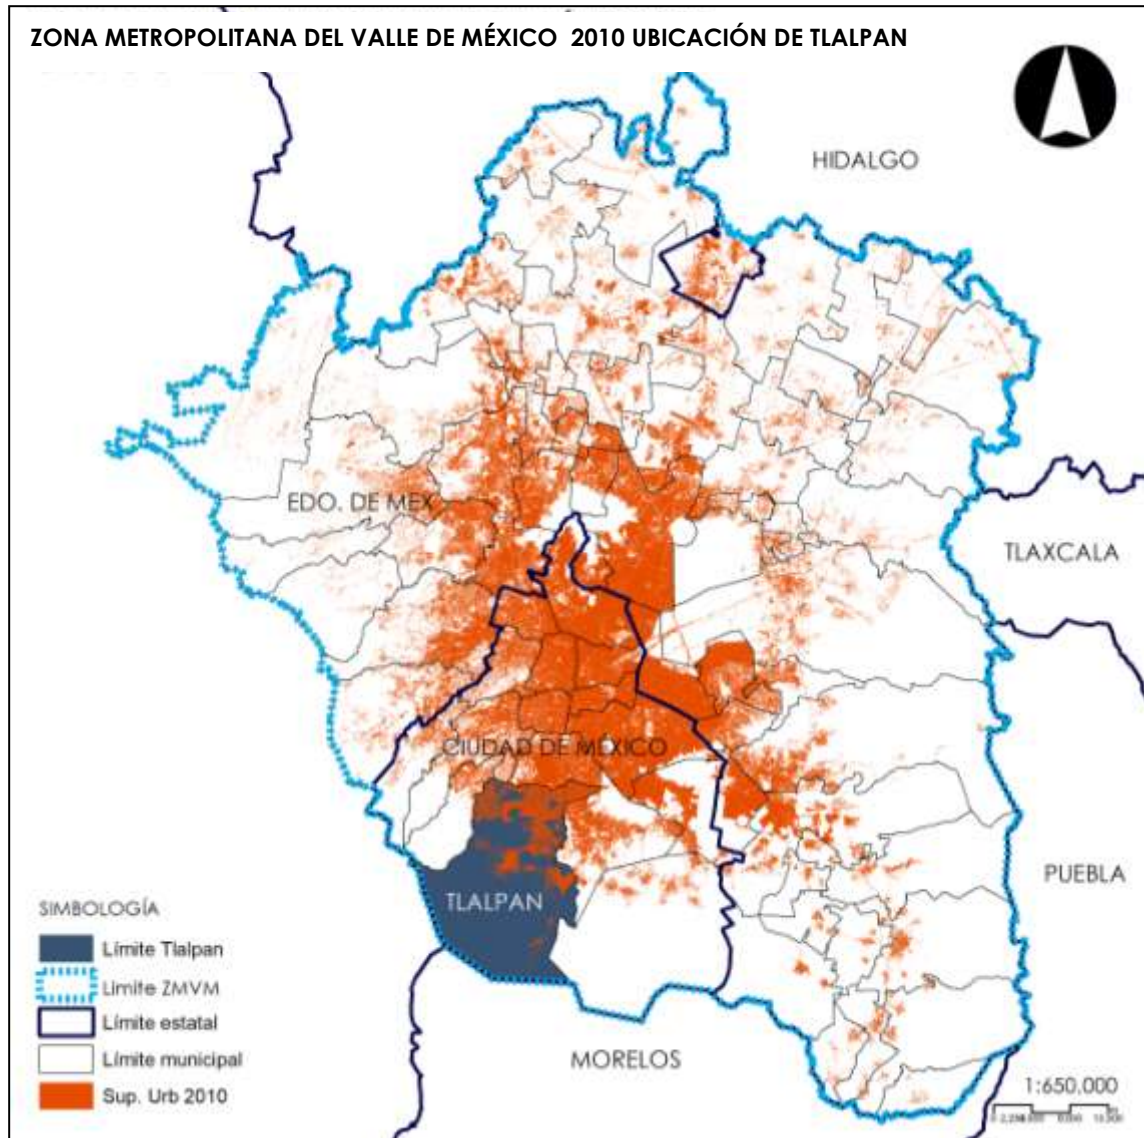 ZONA METROPOLITANA DEL VALLE DE MÉXICO 2010 UBICACIÓN DE TLALPAN
HIDALGO
EDO. DE MEX
TLAXCALA
CIUDAD DE MÉXICO
PUEBLA
TLALPAN
MORELOS
SIMBOLOGÍA
Límite Tlalpan
Limite ZMVM
Límite estatal
Límite municipal
Sup. Urb 2010
1:650,000